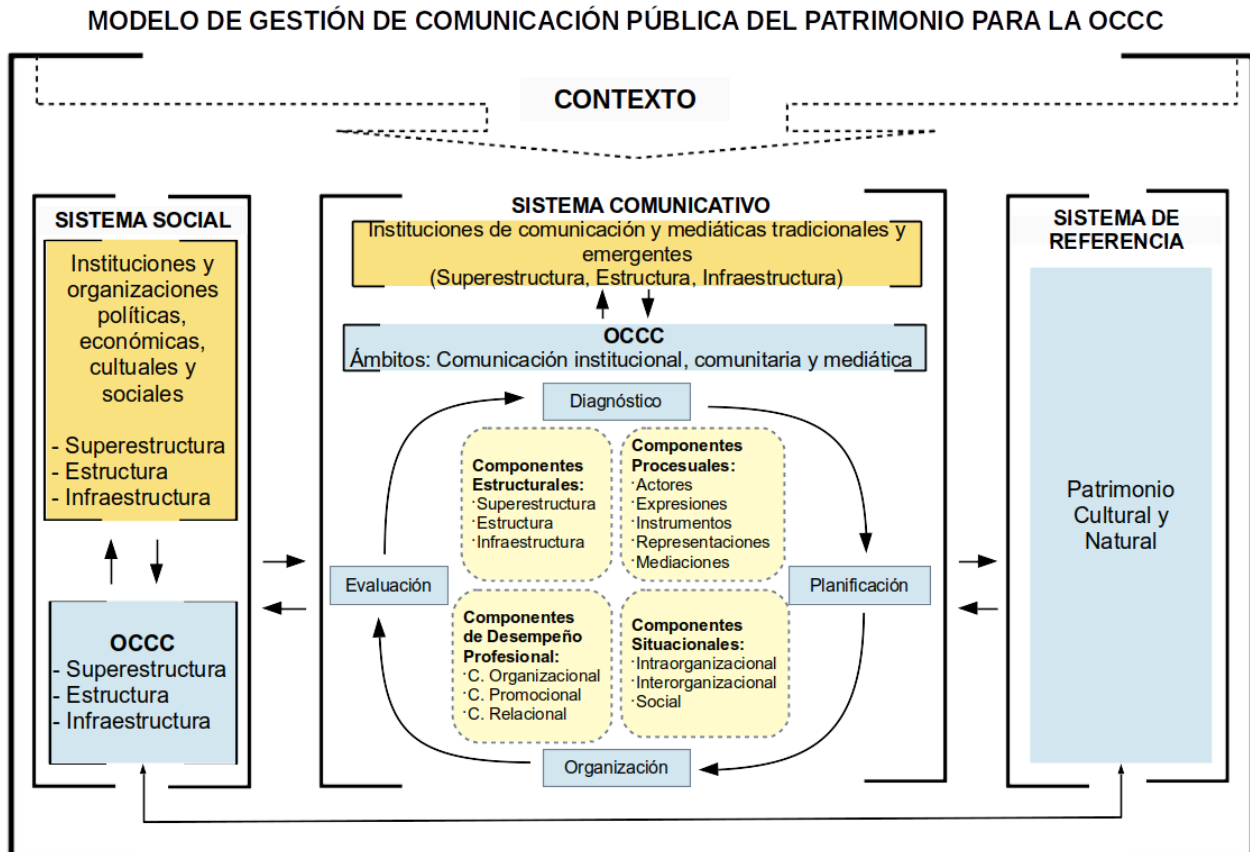 MODELO DE GESTIÓN DE COMUNICACIÓN PÚBLICA DEL PATRIMONIO PARA LA OCCC
CONTEXTO
SISTEMA SOCIAL
Instituciones y
organizaciones
políticas,
económicas,
cultuales y
sociales
- Superestructura
- Estructura
- Infraestructura
OCCC
- Superestructura
- Estructura
- Infraestructura
SISTEMA COMUNICATIVO
Instituciones de comunicación y mediáticas tradicionales y
emergentes
(Superestructura, Estructura, Infraestructura)
OCCC
Ámbitos: Comunicación institucional, comunitaria y mediática
Diagnóstico
Componentes
Estructurales:
·Superestructura
·Estructura
·Infraestructura
Componentes
Procesuales:
·Actores
·Expresiones
·Instrumentos
·Representaciones
·Mediaciones
Evaluación
Planificación
Componentes
de Desempeño
Profesional:
·C. Organizacional
·C. Promocional
·C. Relacional
Componentes
Situacionales:
·Intraorganizacional
·Interorganizacional
·Social
Organización
SISTEMA DE
REFERENCIA
Patrimonio
Cultural y
Natural